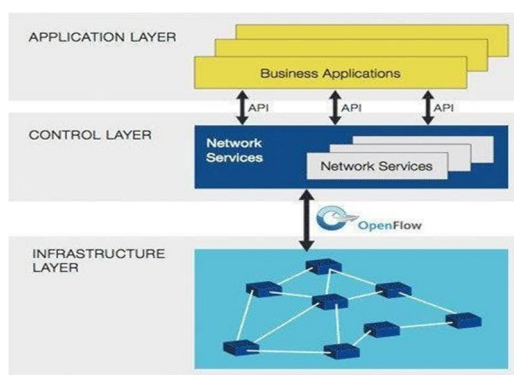 APPLICATION LAYER
Business Applications
API
API
API
CONTROL LAYER
Network
Services
Network Services
OpenFlow
INFRASTRUCTURE
LAYER